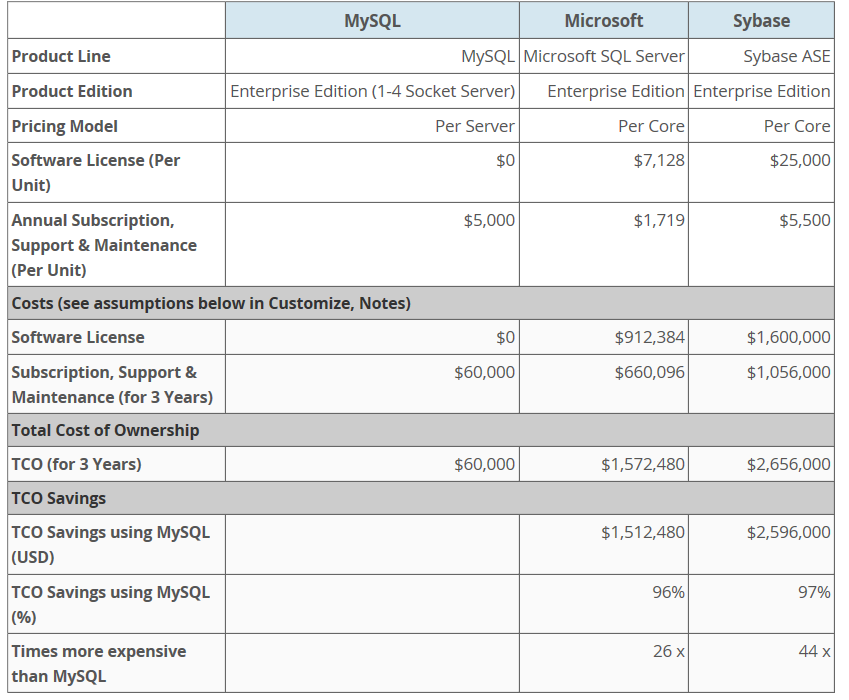 MySQL Microsoft Sybase
Product Line MySQL Microsoft SQL Server Sybase ASE
Product Edition Enterprise Edition (1-4 Socket Server) Enterprise Edition Enterprise Edition
Pricing Model Per Server Per Core Per Core
Software License (Per $0 $7,128 $25,000
Unit)
Annual Subscription, $5,000 $1,719 $5,500
Support & Maintenance
(Per Unit)
Costs (see assumptions below in Customize, Notes)
Software License $0 $912,384 $1,600,000
Subscription, Support & $60,000 $660,096 $1,056,000
Maintenance (for 3 Years)
Total Cost of Ownership
TCO (for 3 Years) $60,000 $1,572,480 $2,656,000
TCO Savings
TCO Savings using MySQL $1,512,480 $2,596,000
(USD)
TCO Savings using MySQL 96% 97%
(%)
Times more expensive 26 x 44 x
than MySQL